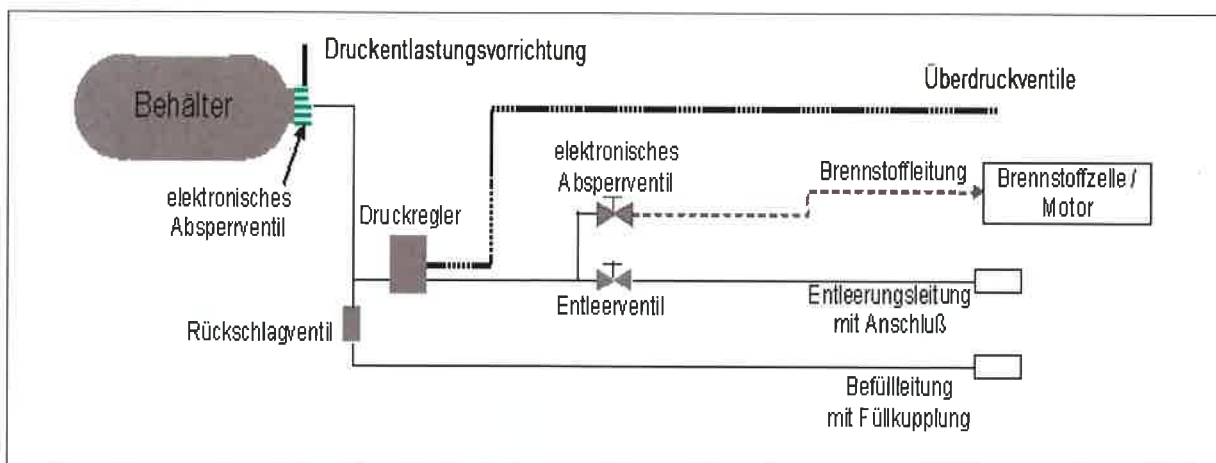 Druckentlastungsvorrichtung
Behälter
Überdruckventile
elektronisches
Absperrventil
elektronisches
Absperrventil
Brennstoffleitung
Brennstoffzelle /
Motor
Druckregler
Entleerventil
Entleerungsleitung
mit Anschluß
Rückschlagventil
Befüllleitung
mit Füllkupplung